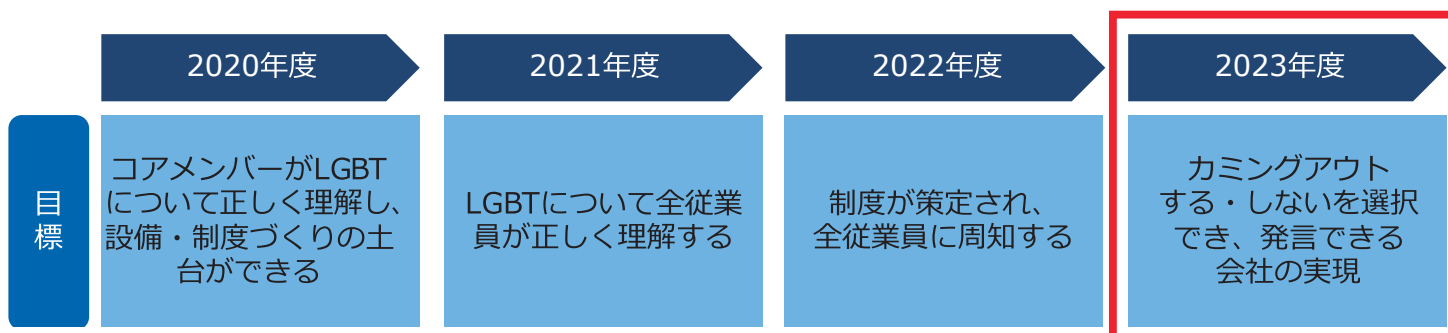 2020年度
2021年度
2022年度
2023年度
目
標
コアメンバーがLGBT
について正しく理解し、
設備・制度づくりの土
台ができる
LGBTについて全従業
員が正しく理解する
制度が策定され、
全従業員に周知する
カミングアウト
する・しないを選択
でき、発言できる
会社の実現